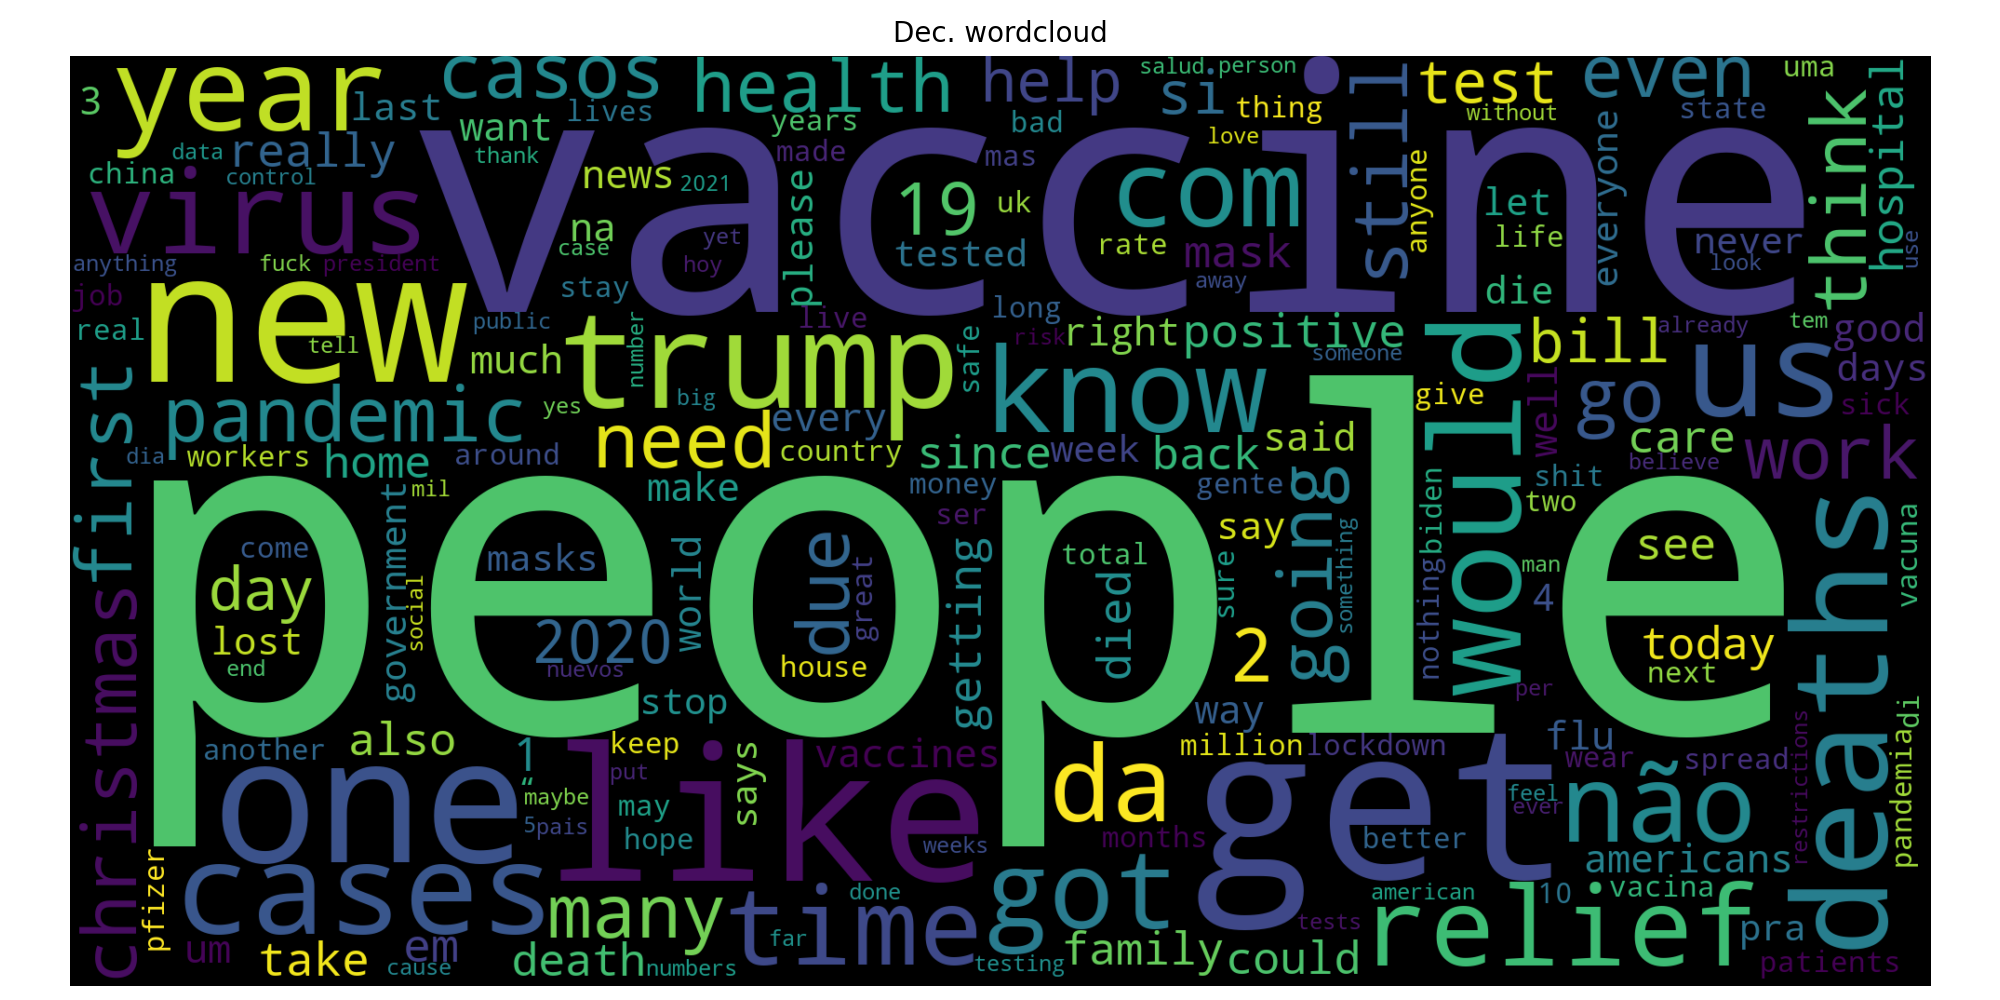 Dec. wordcloud
3
year
last
casos
lives
health
help
salud
person
si
thing
test
even
uma
want
years
bad
love
without
state
data
really
thank
made
mas
still
think
hospital
china
control
virus
vaccine
news
2021
please
19
uk
com
anyone
let
everyone
na
case
yet
hoy
tested
rate
mask
life
never
look
use
anything
fuck
president
stay
away
die
job
new
public
long
real
tell
much
trump
number
live
safe
risk
right
positive
someone
bill
already
tem
good
us
days
first
pandemic
yes
big
every
know
give
well
go
sick
need
country
since
week
back
said
would
care
work
dia
workers
home
around
make
money
gente
going
biden
shit
believe
mil
people
ser
say
two
deaths
vacuna
government
come
masks
world
due
great
getting
total
died
sure
something
nothing
man
see
day
social
4
lost
2020
2
today
end
nuevos
house
next
christmas
stop
way
per
another
also
1
keep
says
vaccines
million
lockdown
flu
wear
spread
restrictions
pandemia
di
one
“
like
put
da
get
não
maybe
may
feel
ever
5
pais
hope
weeks
months
better
americans
pfizer
cases
many
time
done
got
american
10
vacina
relief
um
take
em
cause
death
numbers
far
testing
family
could
tests
pra
patients